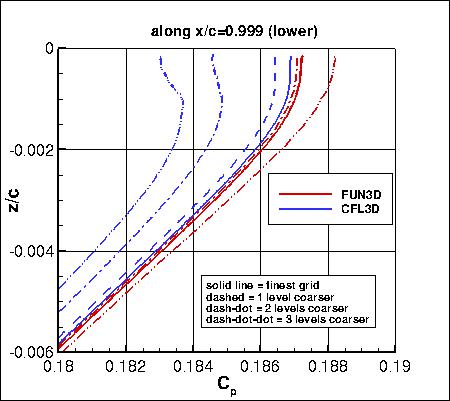 along x/c=0.999 (lower)
0
-0.002
-0.004
-0.006
z/c
FUN3D
CFL3D
solid line = finest grid
dashed = 1 level coarser
dash-dot = 2 levels coarser
dash-dot-dot = 3 levels coarser
0.18 0.182 0.184 0.186 0.188 0.19
Cp